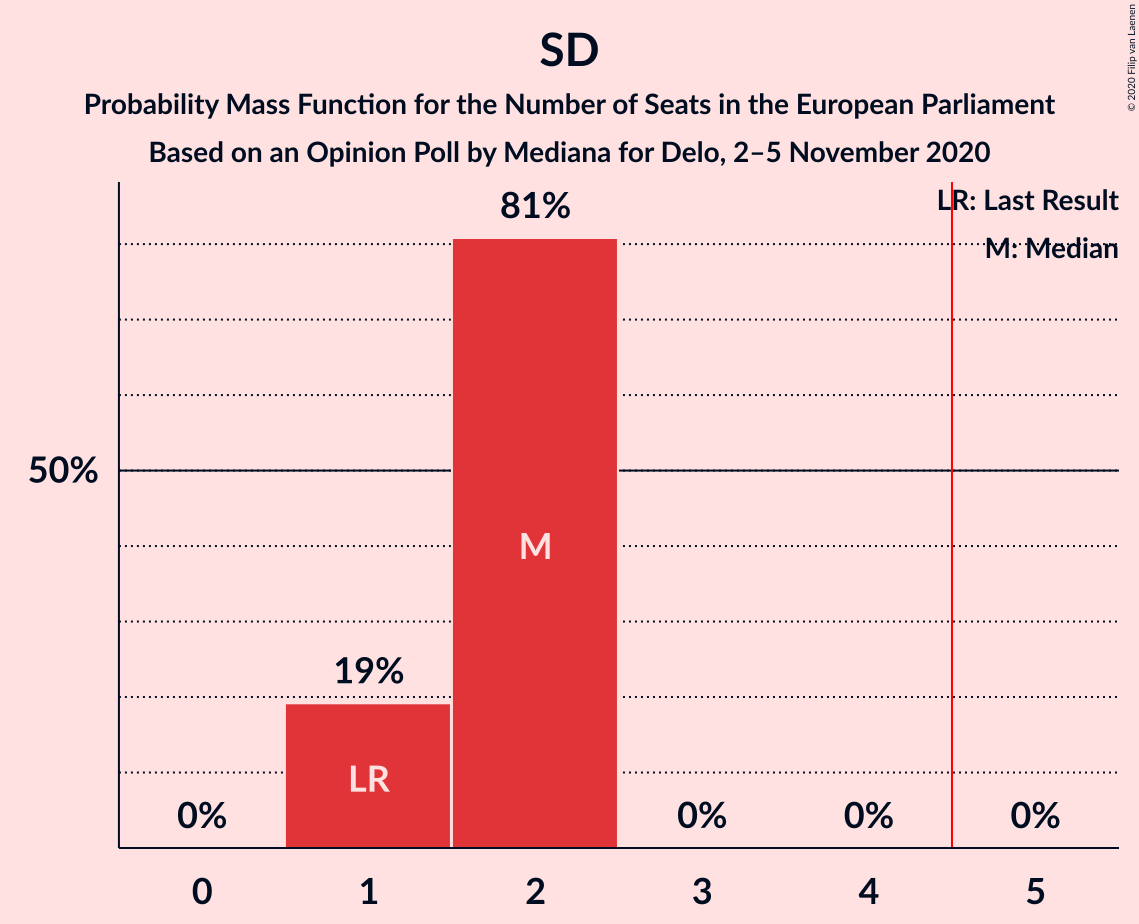 SD
Probability Mass Function for the Number of Seats in the European Parliament
Based on an Opinion Poll by Mediana for Delo, 2–5 November 2020
© 2020 Filip van Laenen
LR: Last Result
M: Median
81%
50%
M
19%
LR
0%
0%
0%
0%
0 1 2 3 4 5